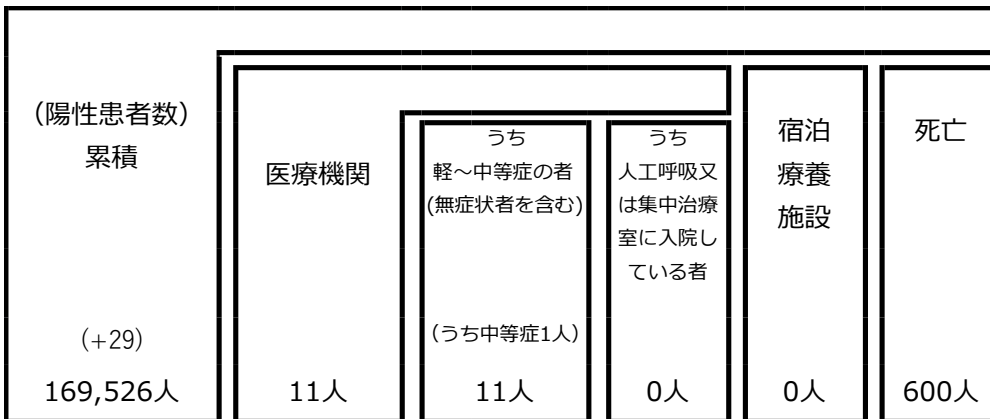 (陽性患者数)
累積
(+29)
169,526人
医療機関
11人
うち
軽～中等症の者
(無症状者を含む)
(うち中等症1人)
11人
うち
人工呼吸又
は集中治療
室に入院し
ている者
0人
宿泊
療養
施設
0人
死亡
600人